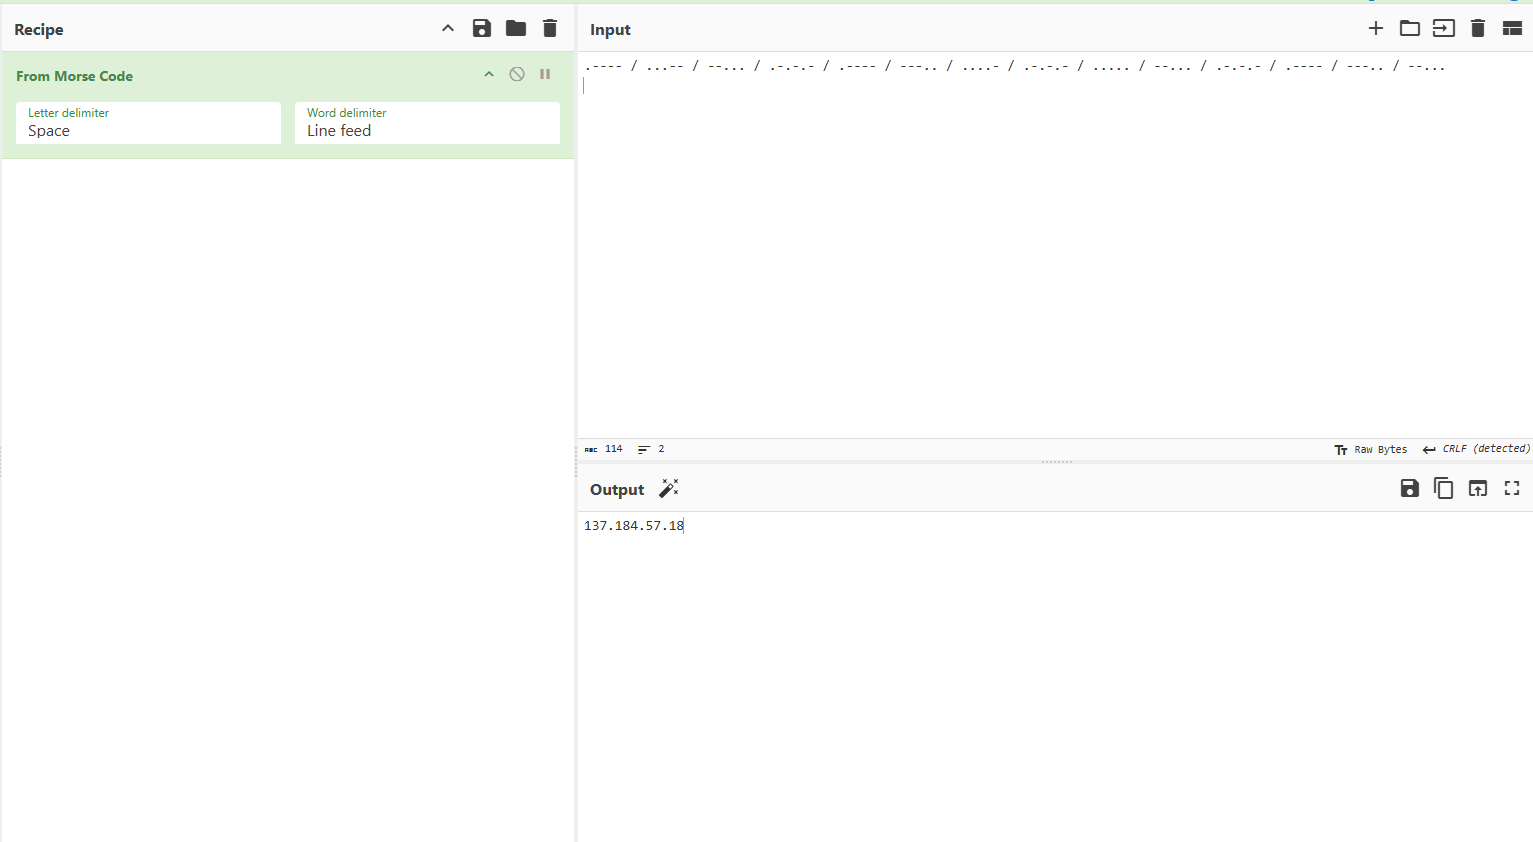 Recipe
From Morse Code
Letter delimiter
Space
Word delimiter
Line feed
Input
.---- / ...-- / --... / .-.-.- / .---- / ---.. / ....- / .-.-.- / ..... / --... / .-.-.- / .---- / ---.. / --...
ABC 114 2
Raw Bytes CRLF (detected)
Output
137.184.57.18